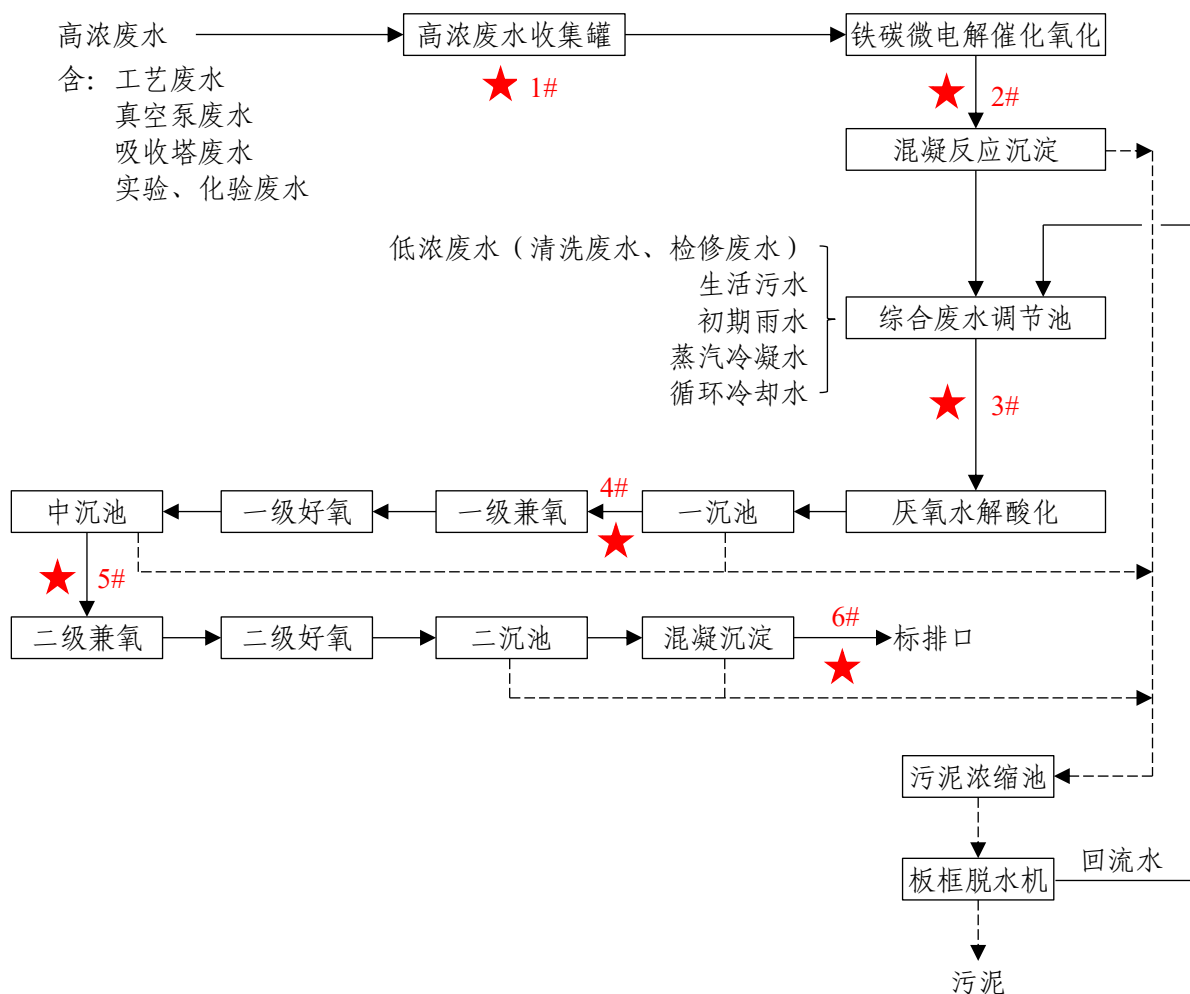 高浓废水
高浓废水收集罐
铁碳微电解催化氧化
含：工艺废水
真空泵废水
吸收塔废水
实验、化验废水
1#
2#
混凝反应沉淀
低浓废水（清洗废水、检修废水）
生活污水
初期雨水
蒸汽冷凝水
循环冷却水
综合废水调节池
3#
中沉池
一级好氧
一级兼氧
4#
一沉池
厌氧水解酸化
5#
二级兼氧
二级好氧
二沉池
混凝沉淀
6#
标排口
污泥浓缩池
板框脱水机
回流水
污泥